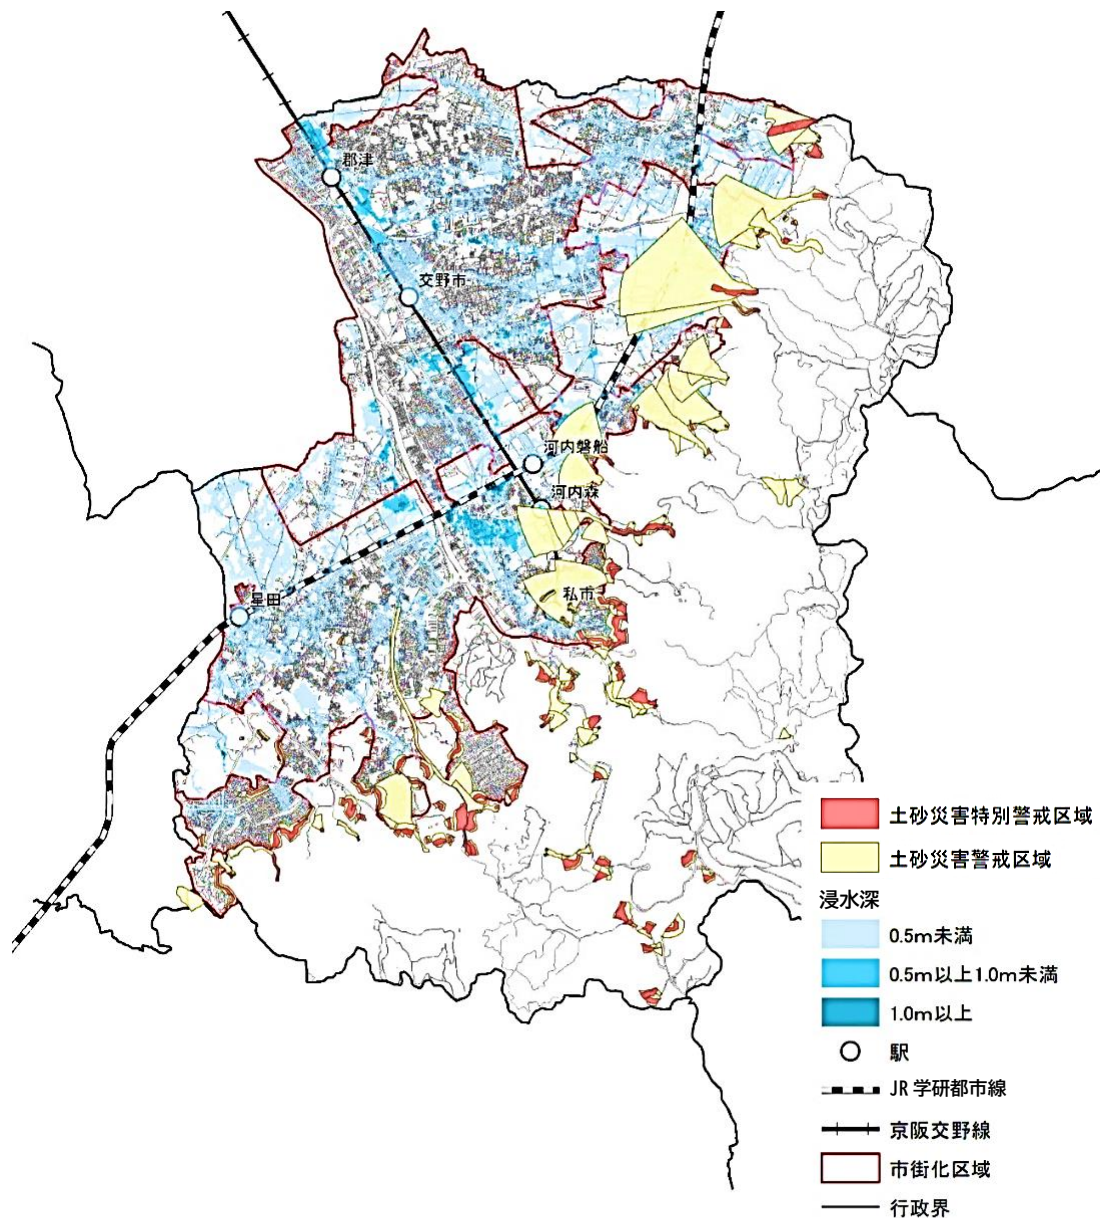 郡津
交野市
河内磐船
河内森
私市
星田
土砂災害特別警戒区域
土砂災害警戒区域
浸水深
0.5m未満
0.5m以上1.0m未満
1.0m以上
駅
JR学研都市線
京阪交野線
市街化区域
行政界